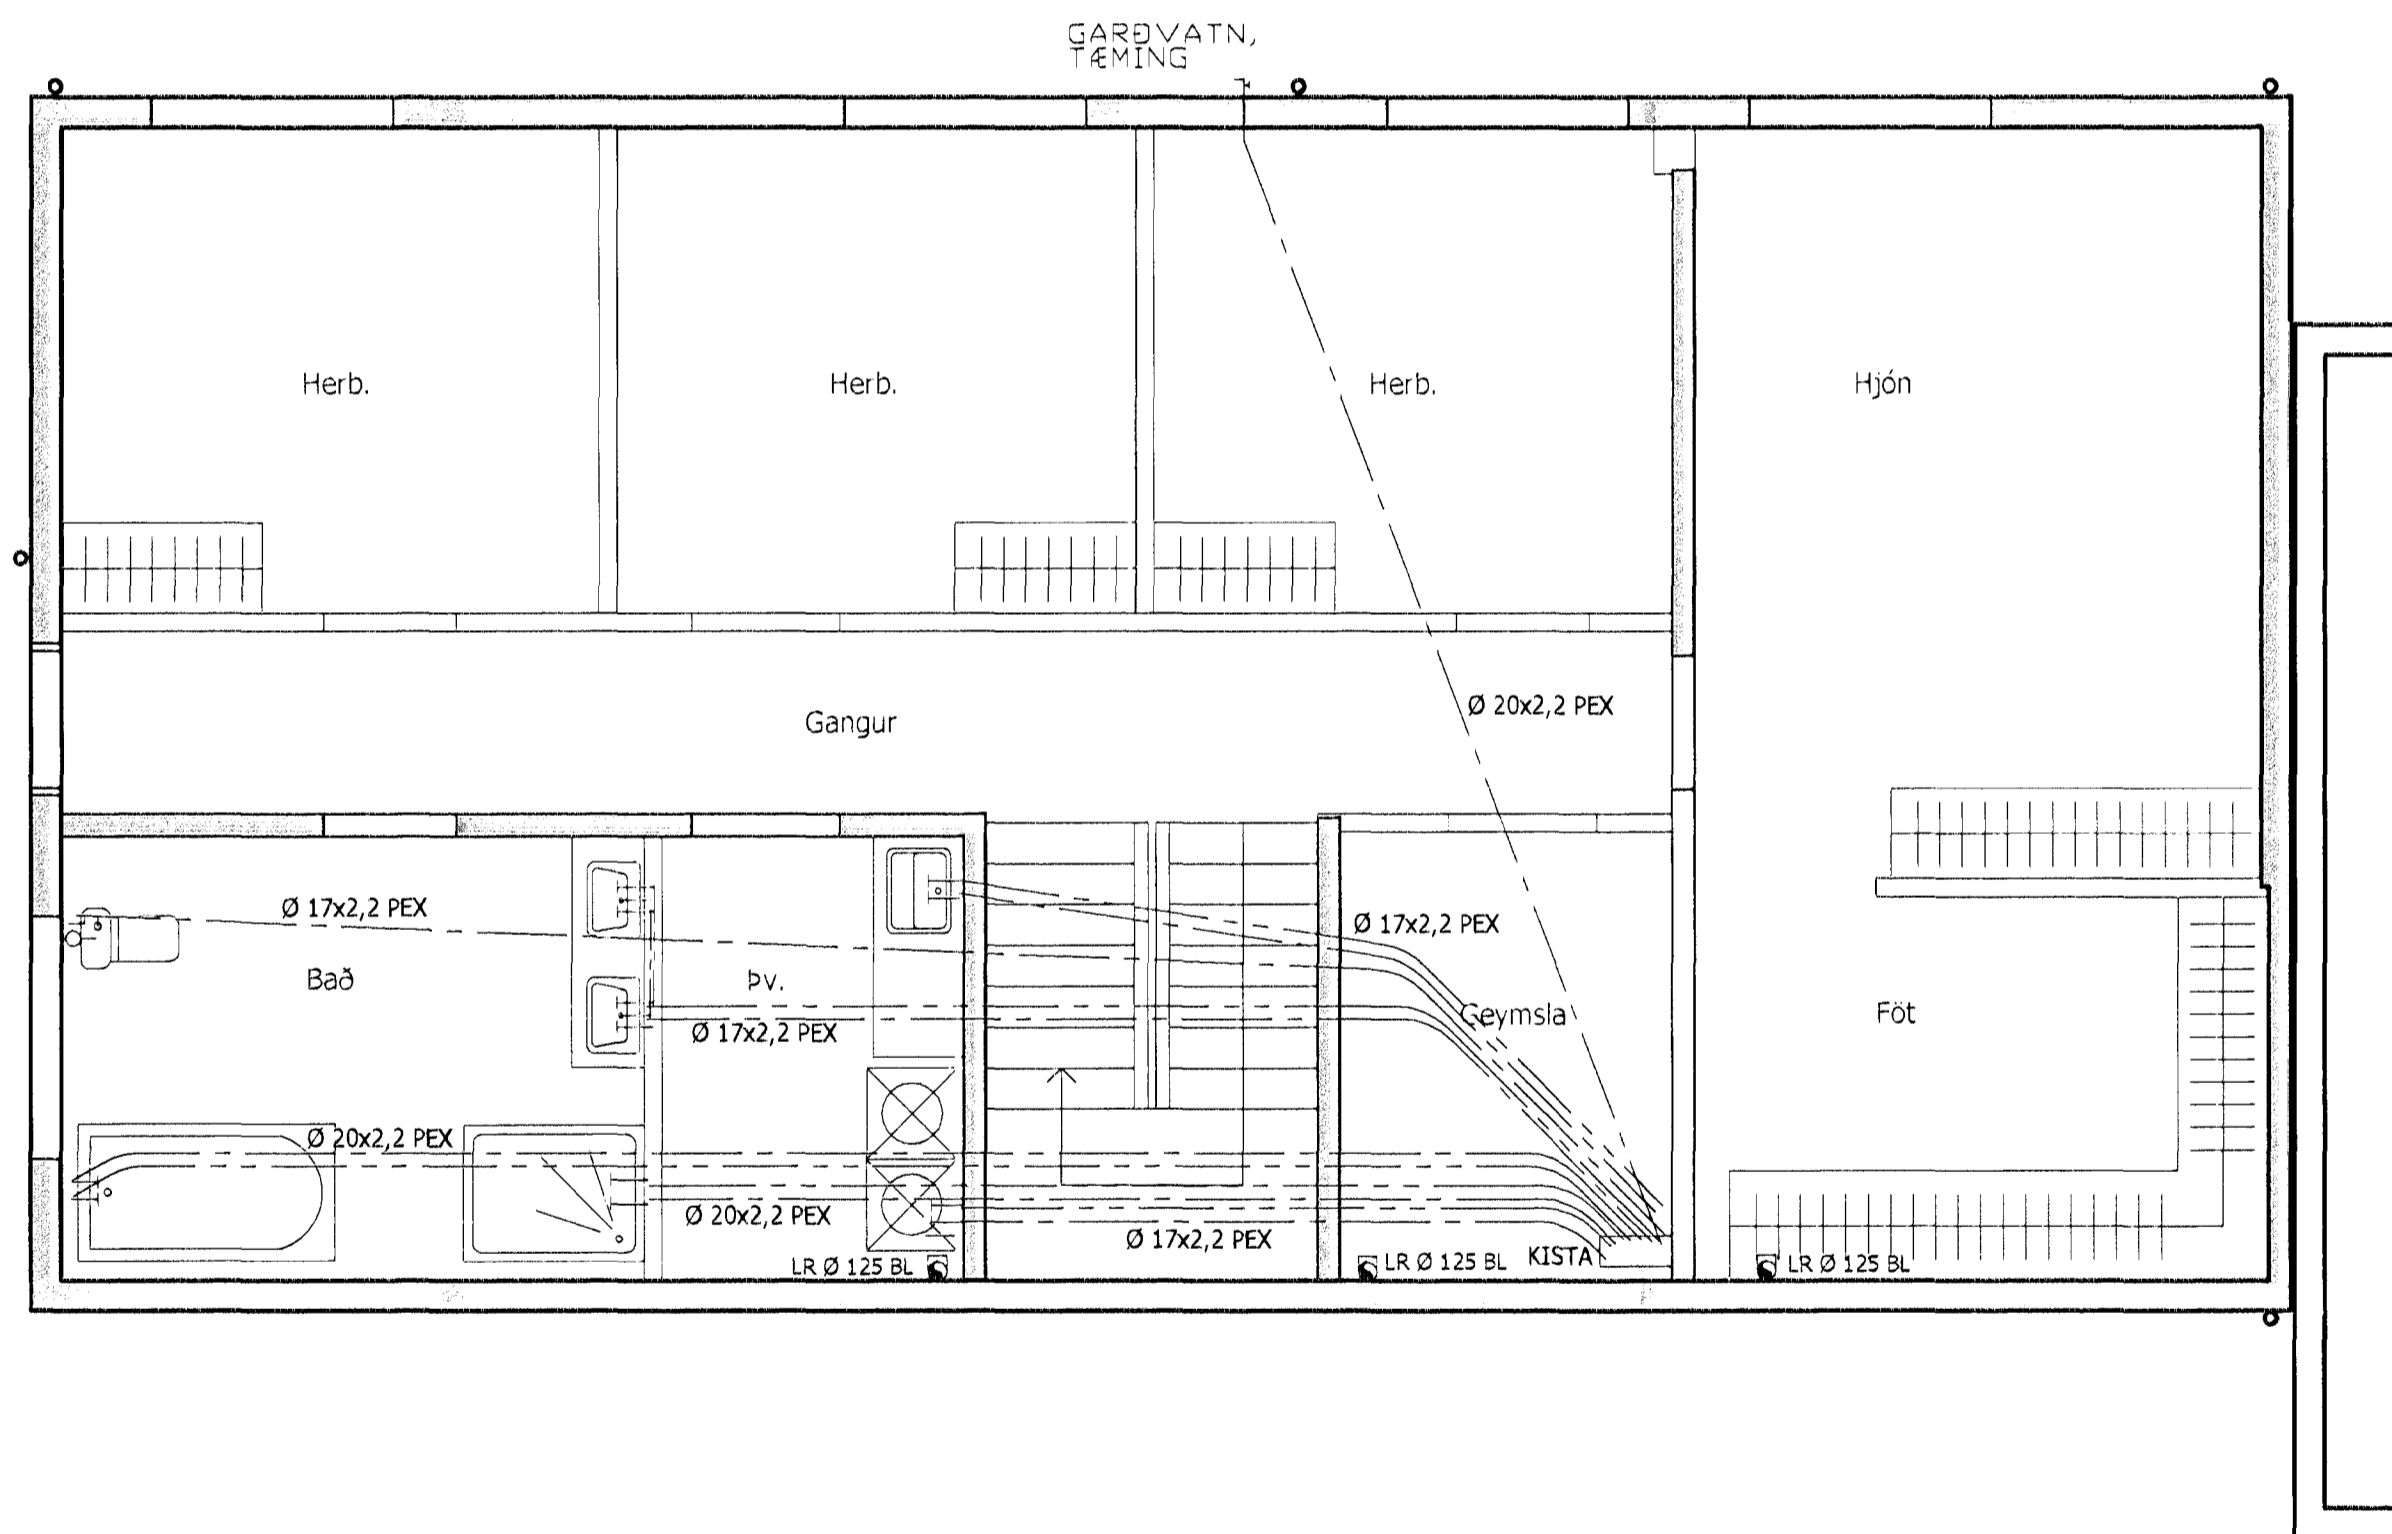 GARÐVATN,
TÆMING
Herb.
Herb.
Herb.
Hjón
Ø 20x2,2 PEX
Gangur
Ø 17x2,2 PEX
Ø 17x2,2 PEX
Bað
Þv.
Geymsla
Föt
Ø 17x2,2 PEX
Ø 20x2,2 PEX
Ø 20x2,2 PEX
Ø 17x2,2 PEX
LR Ø 125 BL
LR Ø 125 BL
KISTA
LR Ø 125 BL